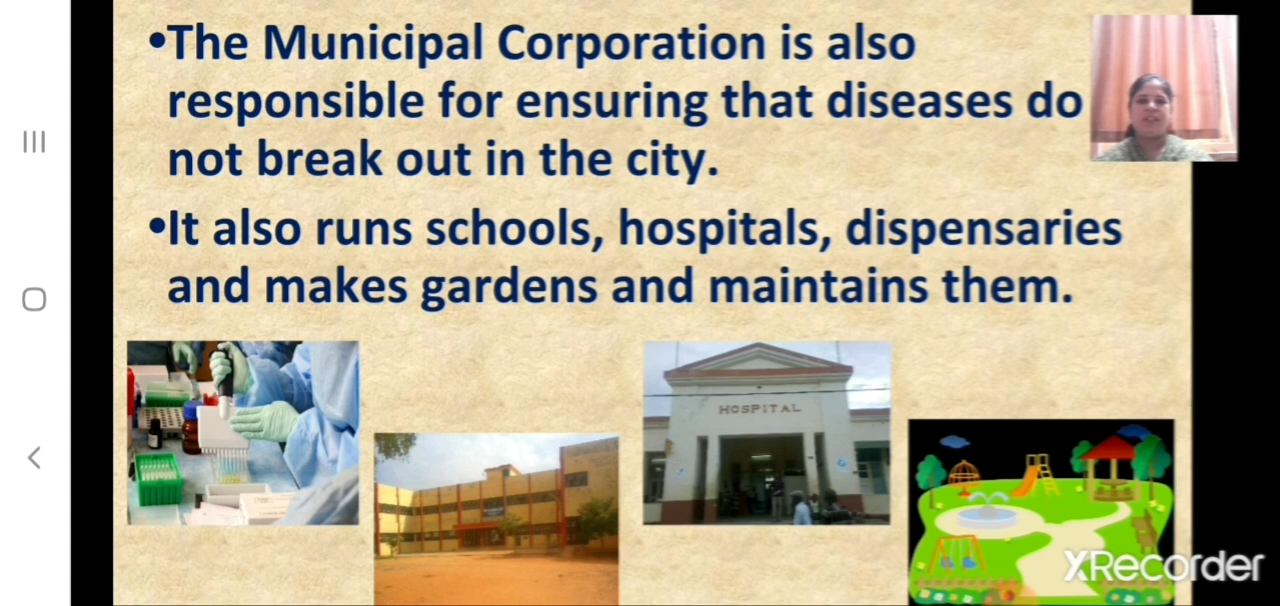 •The Municipal Corporation is also
responsible for ensuring that diseases do
not break out in the city.
•It also runs schools, hospitals, dispensaries
and makes gardens and maintains them.
HOSPITAL
XRecorder